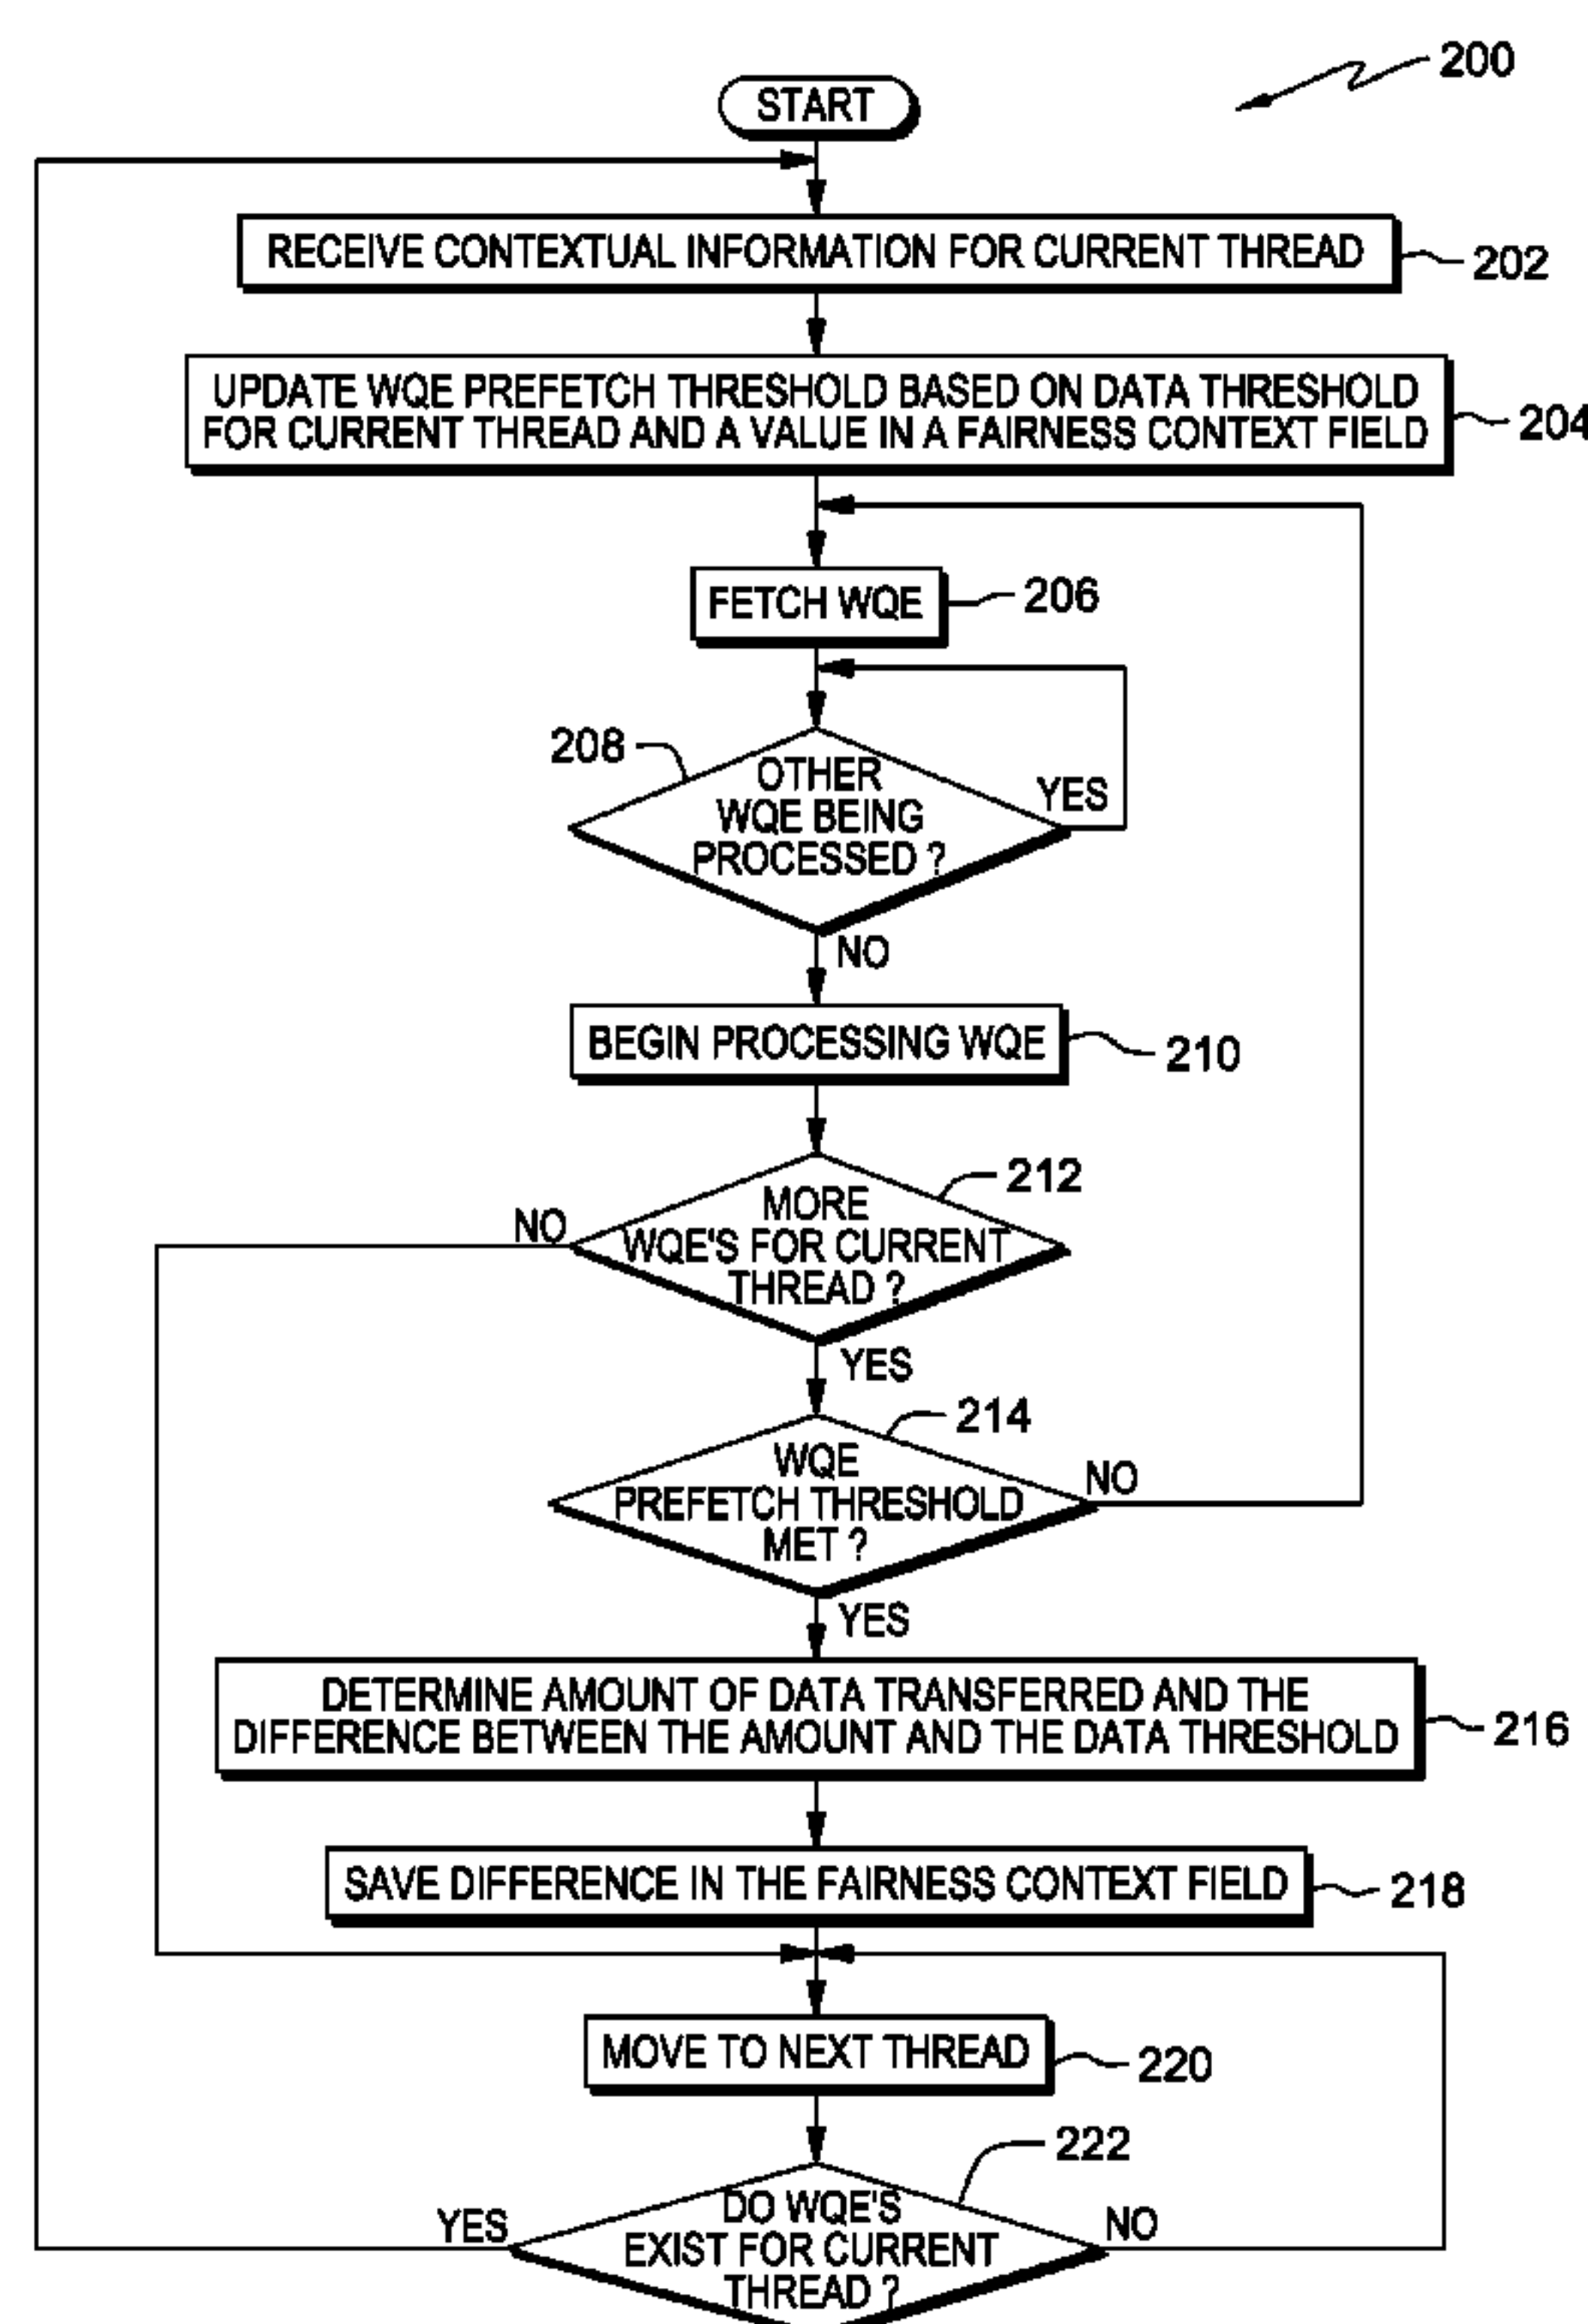 200
START
RECEIVE CONTEXTUAL INFORMATION FOR CURRENT THREAD
202
UPDATE WQE PREFETCH THRESHOLD BASED ON DATA THRESHOLD
FOR CURRENT THREAD AND A VALUE IN A FAIRNESS CONTEXT FIELD
204
FETCH WQE
206
208
OTHER
WQE BEING
PROCESSED ?
YES
NO
BEGIN PROCESSING WQE
210
212
MORE
WQE'S FOR CURRENT
THREAD ?
NO
YES
214
WQE
PREFETCH THRESHOLD
MET ?
NO
YES
DETERMINE AMOUNT OF DATA TRANSFERRED AND THE
DIFFERENCE BETWEEN THE AMOUNT AND THE DATA THRESHOLD
216
SAVE DIFFERENCE IN THE FAIRNESS CONTEXT FIELD
218
MOVE TO NEXT THREAD
220
222
YES
DO WQE'S
EXIST FOR CURRENT
THREAD ?
NO